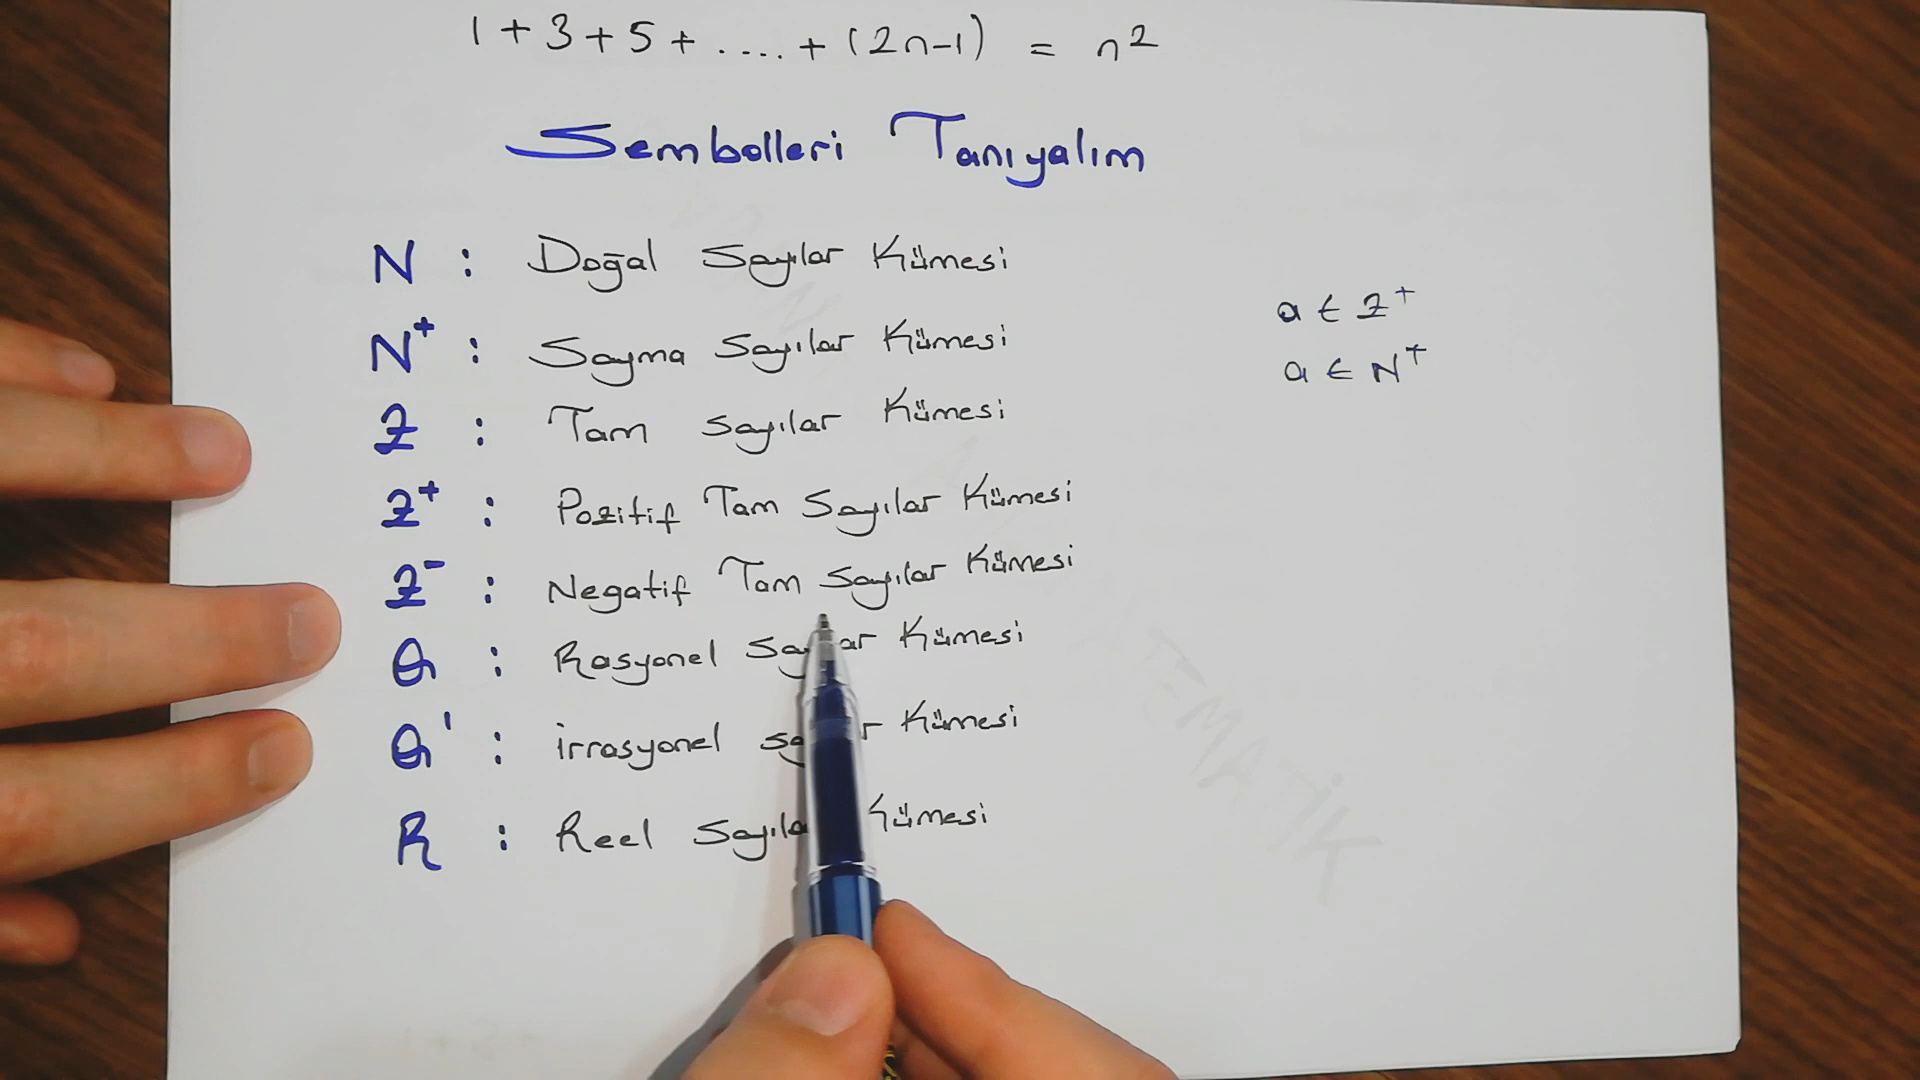 1 + 3 + 5 + .... + (2n-1) = n²
Sembolleri Tanıyalım
N : Doğal Sayılar Kümesi
N⁺ : Sayma Sayılar Kümesi
Z : Tam Sayılar Kümesi
Z⁺ : Pozitif Tam Sayılar Kümesi
Z⁻ : Negatif Tam Sayılar Kümesi
Q : Rasyonel Kümesi
Q' : irrasyonel Kümesi
R : Reel Kümesi
a ∈ Z⁺
a ∈ N⁺